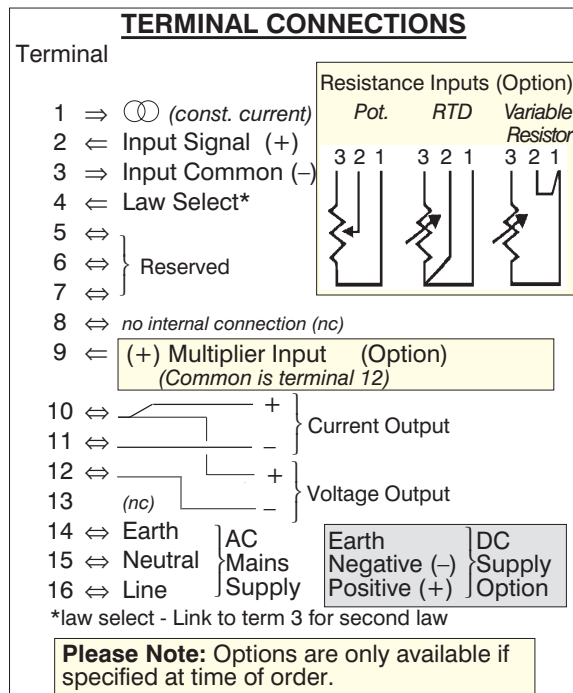 TERMINAL CONNECTIONS
Terminal
Resistance Inputs (Option)
Pot. RTD Variable Resistor
3 2 1 3 2 1 3 2 1
1 ⇒ (const. current)
2 ⇐ Input Signal (+)
3 ⇒ Input Common (–)
4 ⇐ Law Select*
5 ⇔
6 ⇔ Reserved
7 ⇔
8 ⇔ no internal connection (nc)
9 ⇐ (+) Multiplier Input (Option)
(Common is terminal 12)
10 ⇔ +
Current Output
11 ⇔ –
12 ⇔ +
Voltage Output
13 (nc) –
14 ⇔ Earth AC Earth DC
15 ⇔ Neutral Mains Negative (–) Supply
16 ⇔ Line Supply Positive (+) Option
*law select - Link to term 3 for second law
Please Note: Options are only available if
specified at time of order.